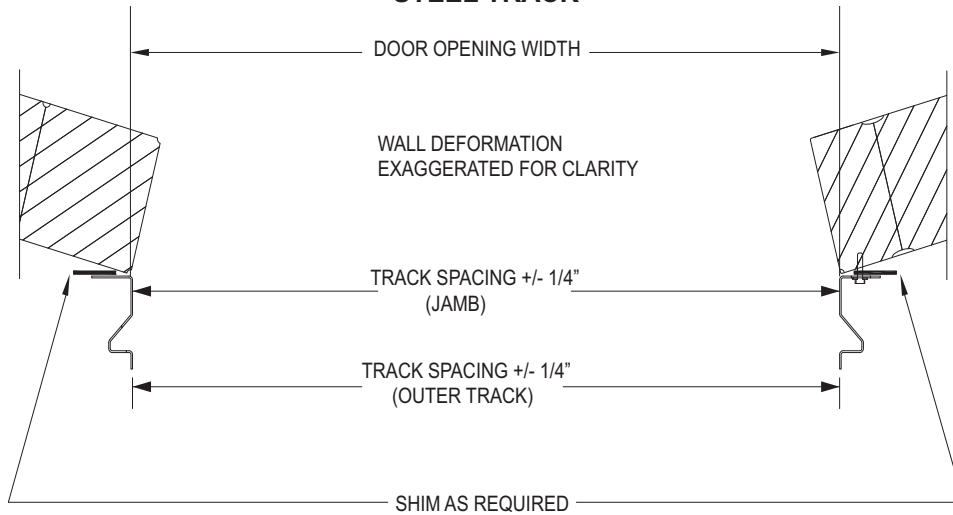 STEEL TRACK
DOOR OPENING WIDTH
WALL DEFORMATION
EXAGGERATED FOR CLARITY
TRACK SPACING +/- 1/4”
(JAMB)
TRACK SPACING +/- 1/4”
(OUTER TRACK)
SHIM AS REQUIRED